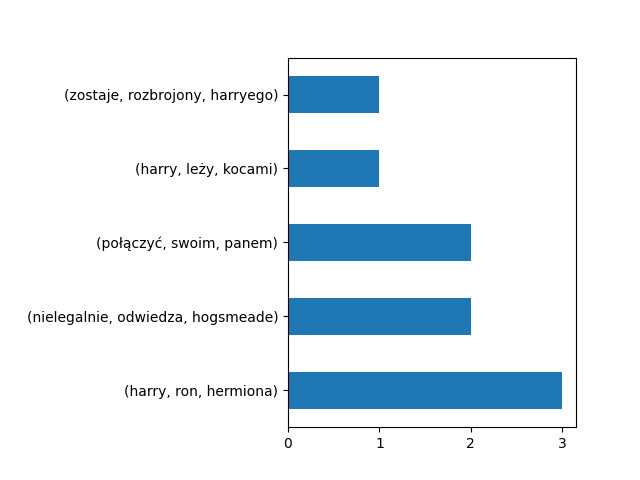 (zostaje, rozbrojony, harryego)
(harry, leży, kocami)
(połączyć, swoim, panem)
(nielegalnie, odwiedza, hogsmeade)
(harry, ron, hermiona)
0 1 2 3